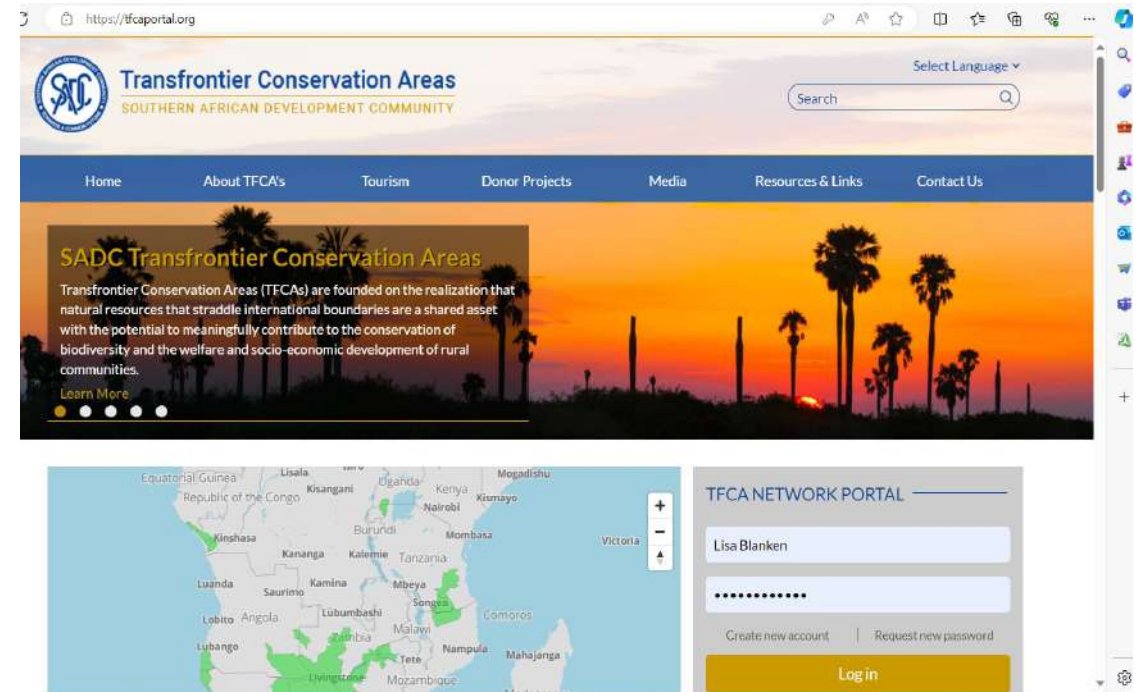 https://tfcaportal.org
SADC
Transfrontier Conservation Areas
SOUTHERN AFRICAN DEVELOPMENT COMMUNITY
Select Language
Search
Home About TFCA's Tourism Donor Projects Media Resources & Links Contact Us
SADC Transfrontier Conservation Areas
Transfrontier Conservation Areas (TFCAs) are founded on the realization that
natural resources that straddle international boundaries are a shared asset
with the potential to meaningfully contribute to the conservation of
biodiversity and the welfare and socio-economic development of rural
communities.
Learn More
Equatorial Guinea Lisala Uganda Mogadishu
Republic of the Congo Kisangani Kenya Kismayo
Nairobi
Kinshasa Burundi Mombasa Victoria
Kananga Kalemie Tanzania
Luanda Saurimo Kamina Mbeya
Songea
Lobito Angola Lubumbashi Comoros
Malawi
Lubango Zambia Nampula Mahajanga
Tete
Livingstone Mozambique
TFCA NETWORK PORTAL
Lisa Blanken
••••••••••••
Create new account | Request new password
Log in